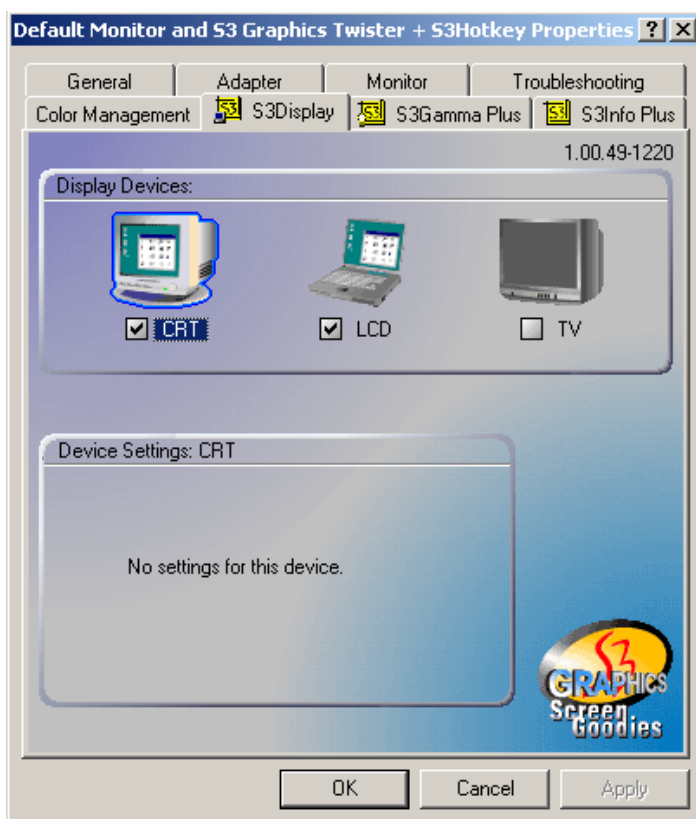 Default Monitor and S3 Graphics Twister + S3Hotkey Properties
General Adapter Monitor Troubleshooting
Color Management S3Display S3Gamma Plus S3Info Plus
1.00.49-1220
Display Devices:
CRT LCD TV
Device Settings: CRT
No settings for this device.
S3
GRAPHICS
Screen
Goodies
OK Cancel Apply